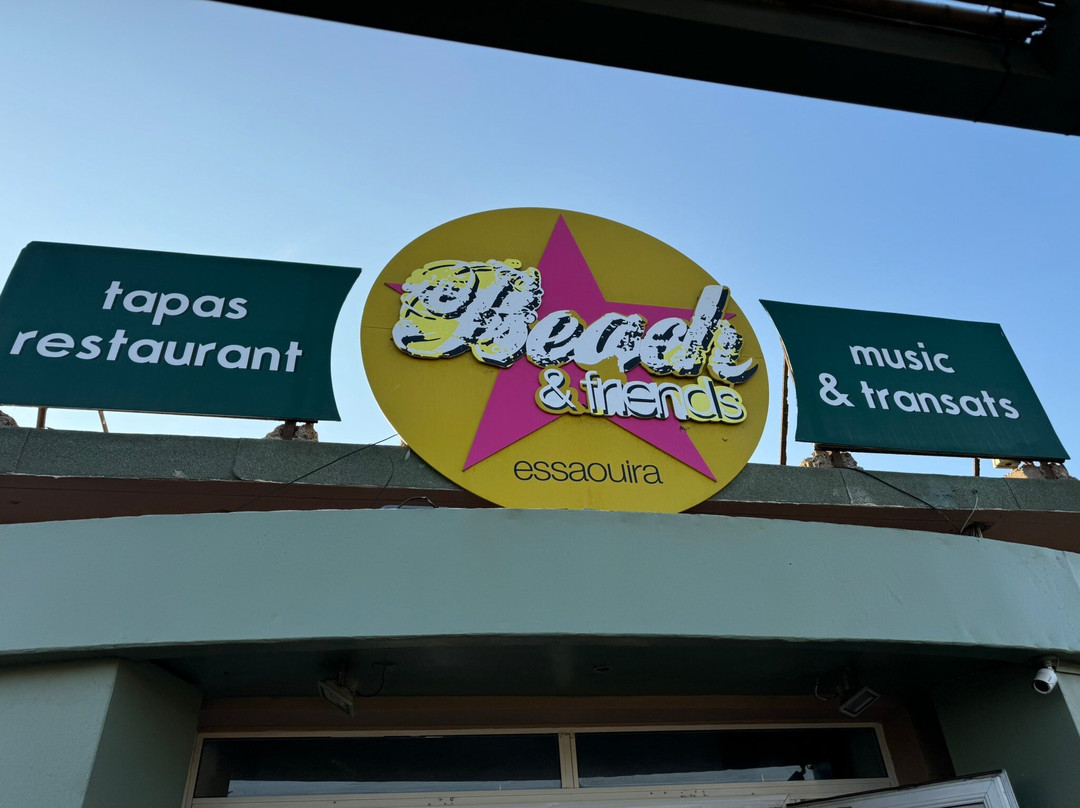 tapas
restaurant
Beach
& friends
essaouira
music
& transats